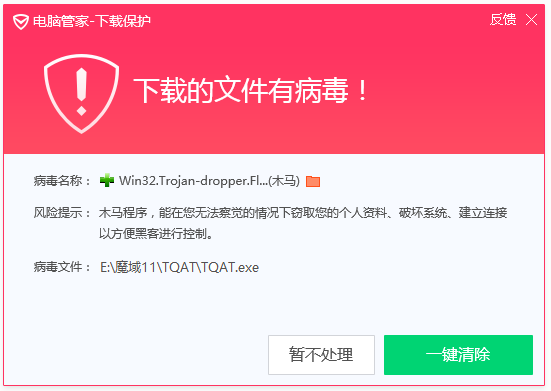 电脑管家-下载保护
反馈
下载的文件有病毒！
病毒名称： Win32.Trojan-dropper.Fl...(木马)
风险提示： 木马程序，能在您无法察觉的情况下窃取您的个人资料、破坏系统、建立连接
以方便黑客进行控制。
病毒文件： E:\魔域11\TQAT\TQAT.exe
暂不处理
一键清除